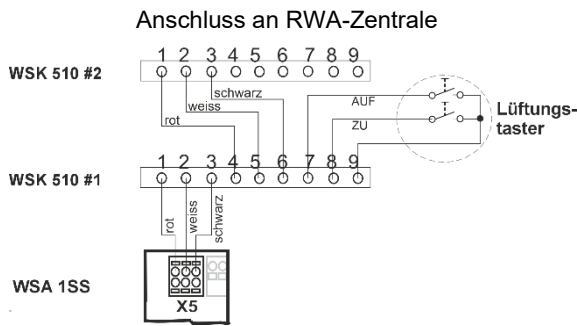 Anschluss an RWA-Zentrale
WSK 510 #2
1 2 3 4 5 6 7 8 9
schwarz
weiss
rot
AUF
ZU
Lüftungs-
taster
WSK 510 #1
1 2 3 4 5 6 7 8 9
rot
weiss
schwarz
WSA 1SS
X5